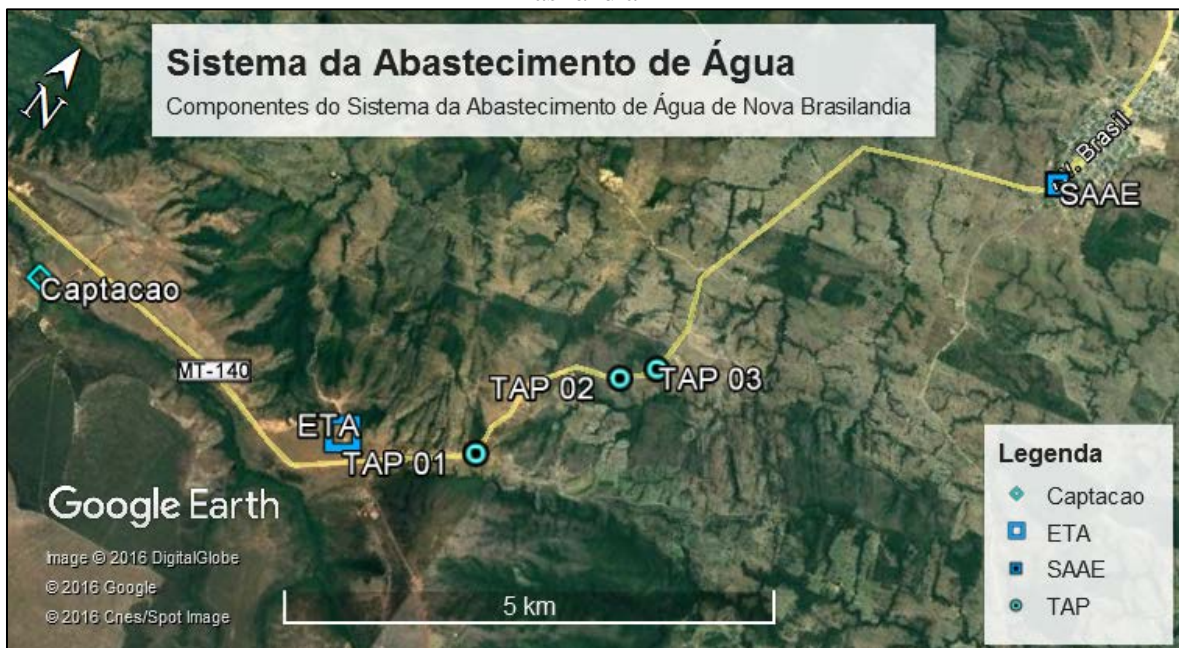 Sistema da Abastecimento de Água
Componentes do Sistema da Abastecimento de Água de Nova Brasilandia
N
Brasil
SAAE
Captacao
MT-140
TAP 02
TAP 03
ETA
TAP 01
Legenda
Captacao
ETA
SAAE
TAP
Google Earth
Image © 2016 DigitalGlobe
© 2016 Google
© 2016 Cnes/Spot Image
5 km